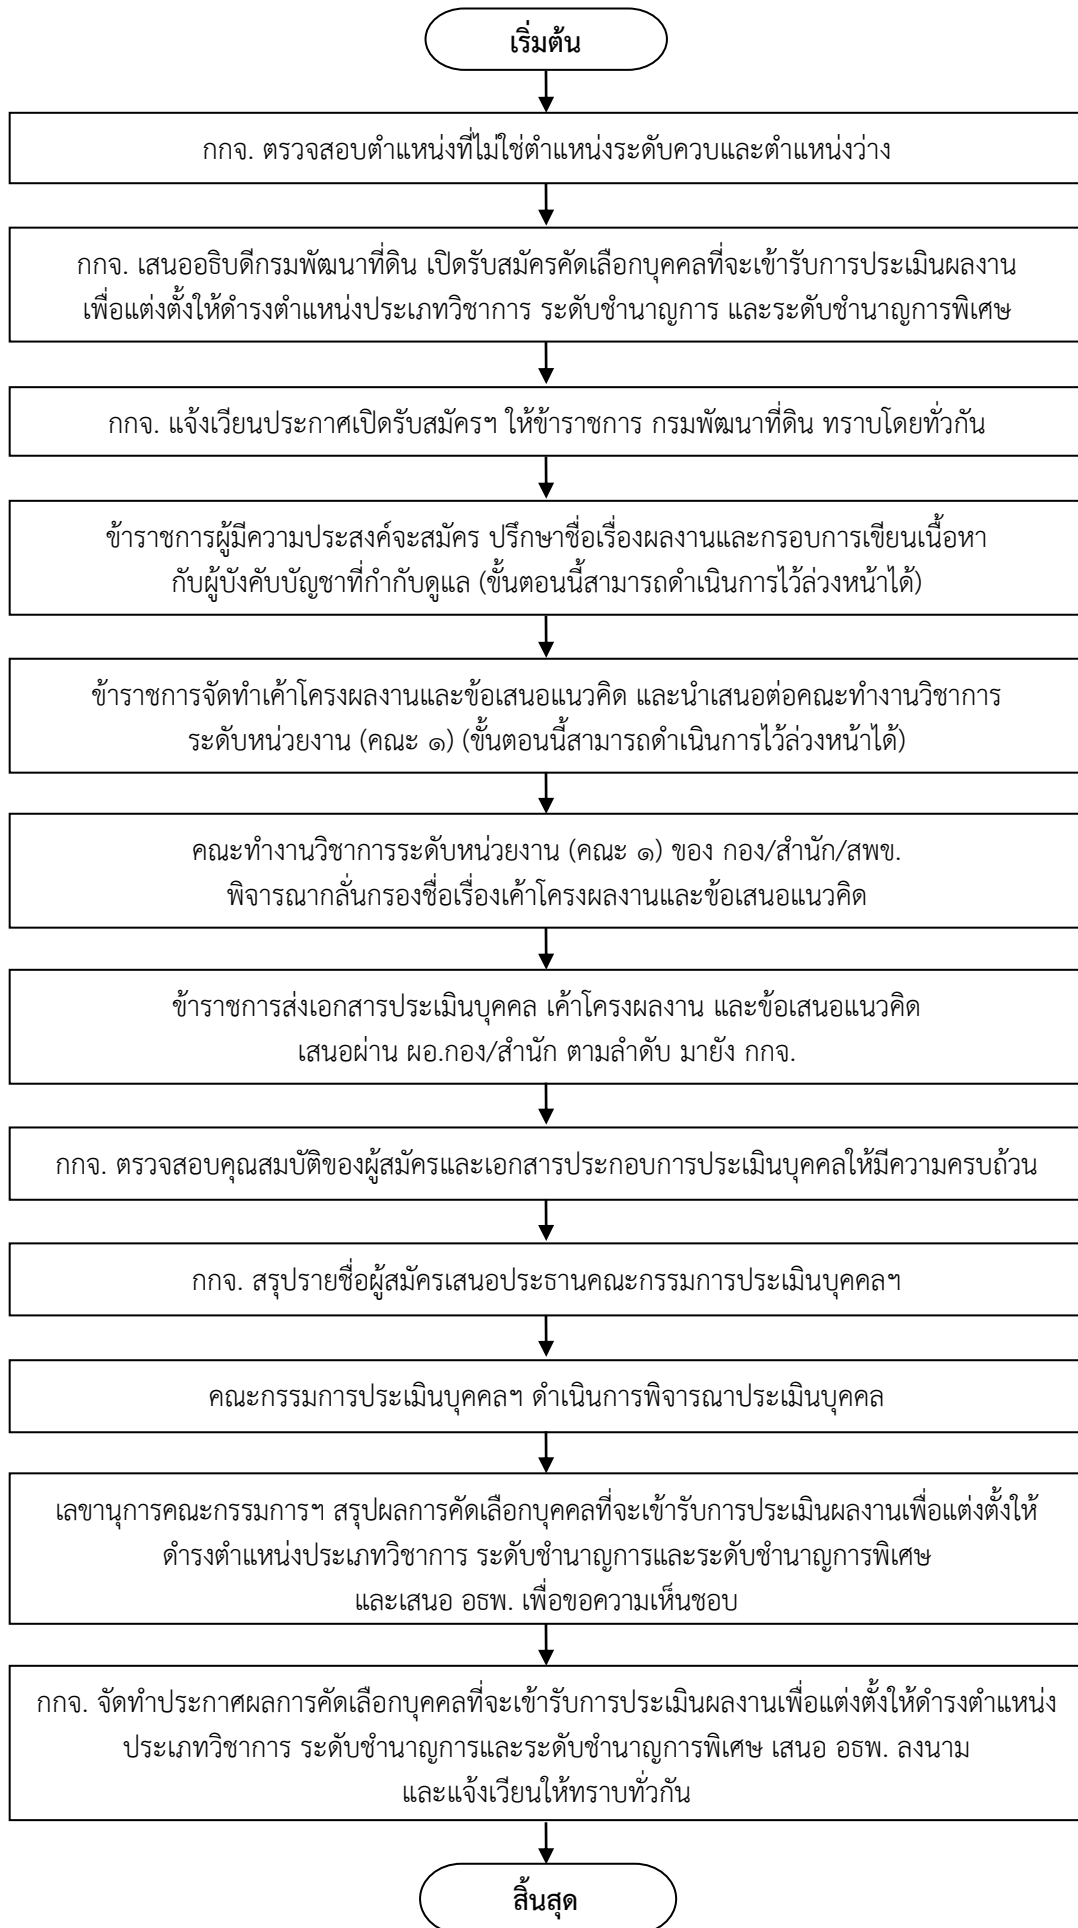 เริ่มต้น
กกจ. ตรวจสอบตำแหน่งที่ไม่ใช่ตำแหน่งระดับควบและตำแหน่งว่าง
กกจ. เสนออธิบดีกรมพัฒนาที่ดิน เปิดรับสมัครคัดเลือกบุคคลที่จะเข้ารับการประเมินผลงาน
เพื่อแต่งตั้งให้ดำรงตำแหน่งประเภทวิชาการ ระดับชำนาญการ และระดับชำนาญการพิเศษ
กกจ. แจ้งเวียนประกาศเปิดรับสมัครฯ ให้ข้าราชการ กรมพัฒนาที่ดิน ทราบโดยทั่วกัน
ข้าราชการผู้มีความประสงค์จะสมัคร ปรึกษาชื่อเรื่องผลงานและกรอบการเขียนเนื้อหา
กับผู้บังคับบัญชาที่กำกับดูแล (ขั้นตอนนี้สามารถดำเนินการไว้ล่วงหน้าได้)
ข้าราชการจัดทำเค้าโครงผลงานและข้อเสนอแนวคิด และนำเสนอต่อคณะทำงานวิชาการ
ระดับหน่วยงาน (คณะ ๑) (ขั้นตอนนี้สามารถดำเนินการไว้ล่วงหน้าได้)
คณะทำงานวิชาการระดับหน่วยงาน (คณะ ๑) ของ กอง/สำนัก/สพข.
พิจารณากลั่นกรองชื่อเรื่องเค้าโครงผลงานและข้อเสนอแนวคิด
ข้าราชการส่งเอกสารประเมินบุคคล เค้าโครงผลงาน และข้อเสนอแนวคิด
เสนอผ่าน ผอ.กอง/สำนัก ตามลำดับ มายัง กกจ.
กกจ. ตรวจสอบคุณสมบัติของผู้สมัครและเอกสารประกอบการประเมินบุคคลให้มีความครบถ้วน
กกจ. สรุปรายชื่อผู้สมัครเสนอประธานคณะกรรมการประเมินบุคคลฯ
คณะกรรมการประเมินบุคคลฯ ดำเนินการพิจารณาประเมินบุคคล
เลขานุการคณะกรรมการฯ สรุปผลการคัดเลือกบุคคลที่จะเข้ารับการประเมินผลงานเพื่อแต่งตั้งให้
ดำรงตำแหน่งประเภทวิชาการ ระดับชำนาญการและระดับชำนาญการพิเศษ
และเสนอ อธพ. เพื่อขอความเห็นชอบ
กกจ. จัดทำประกาศผลการคัดเลือกบุคคลที่จะเข้ารับการประเมินผลงานเพื่อแต่งตั้งให้ดำรงตำแหน่ง
ประเภทวิชาการ ระดับชำนาญการและระดับชำนาญการพิเศษ เสนอ อธพ. ลงนาม
และแจ้งเวียนให้ทราบทั่วกัน
สิ้นสุด